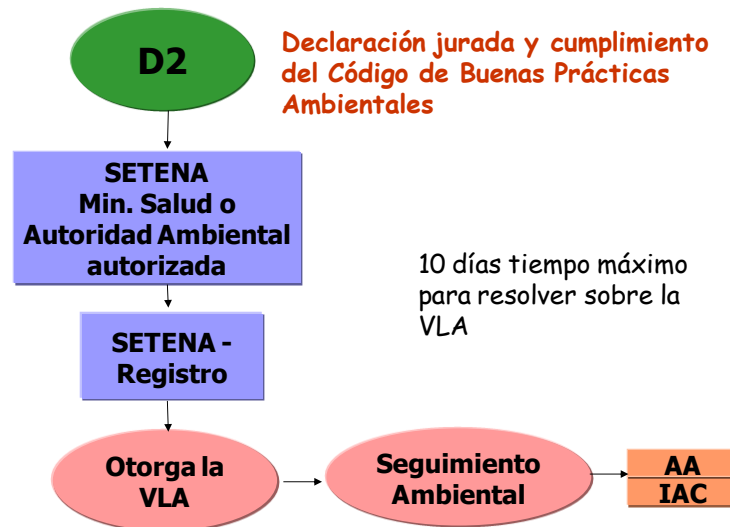 D2
Declaración jurada y cumplimiento
del Código de Buenas Prácticas
Ambientales
SETENA
Min. Salud o
Autoridad Ambiental
autorizada
10 días tiempo máximo
para resolver sobre la
VLA
SETENA -
Registro
Otorga la
VLA
Seguimiento
Ambiental
AA
IAC